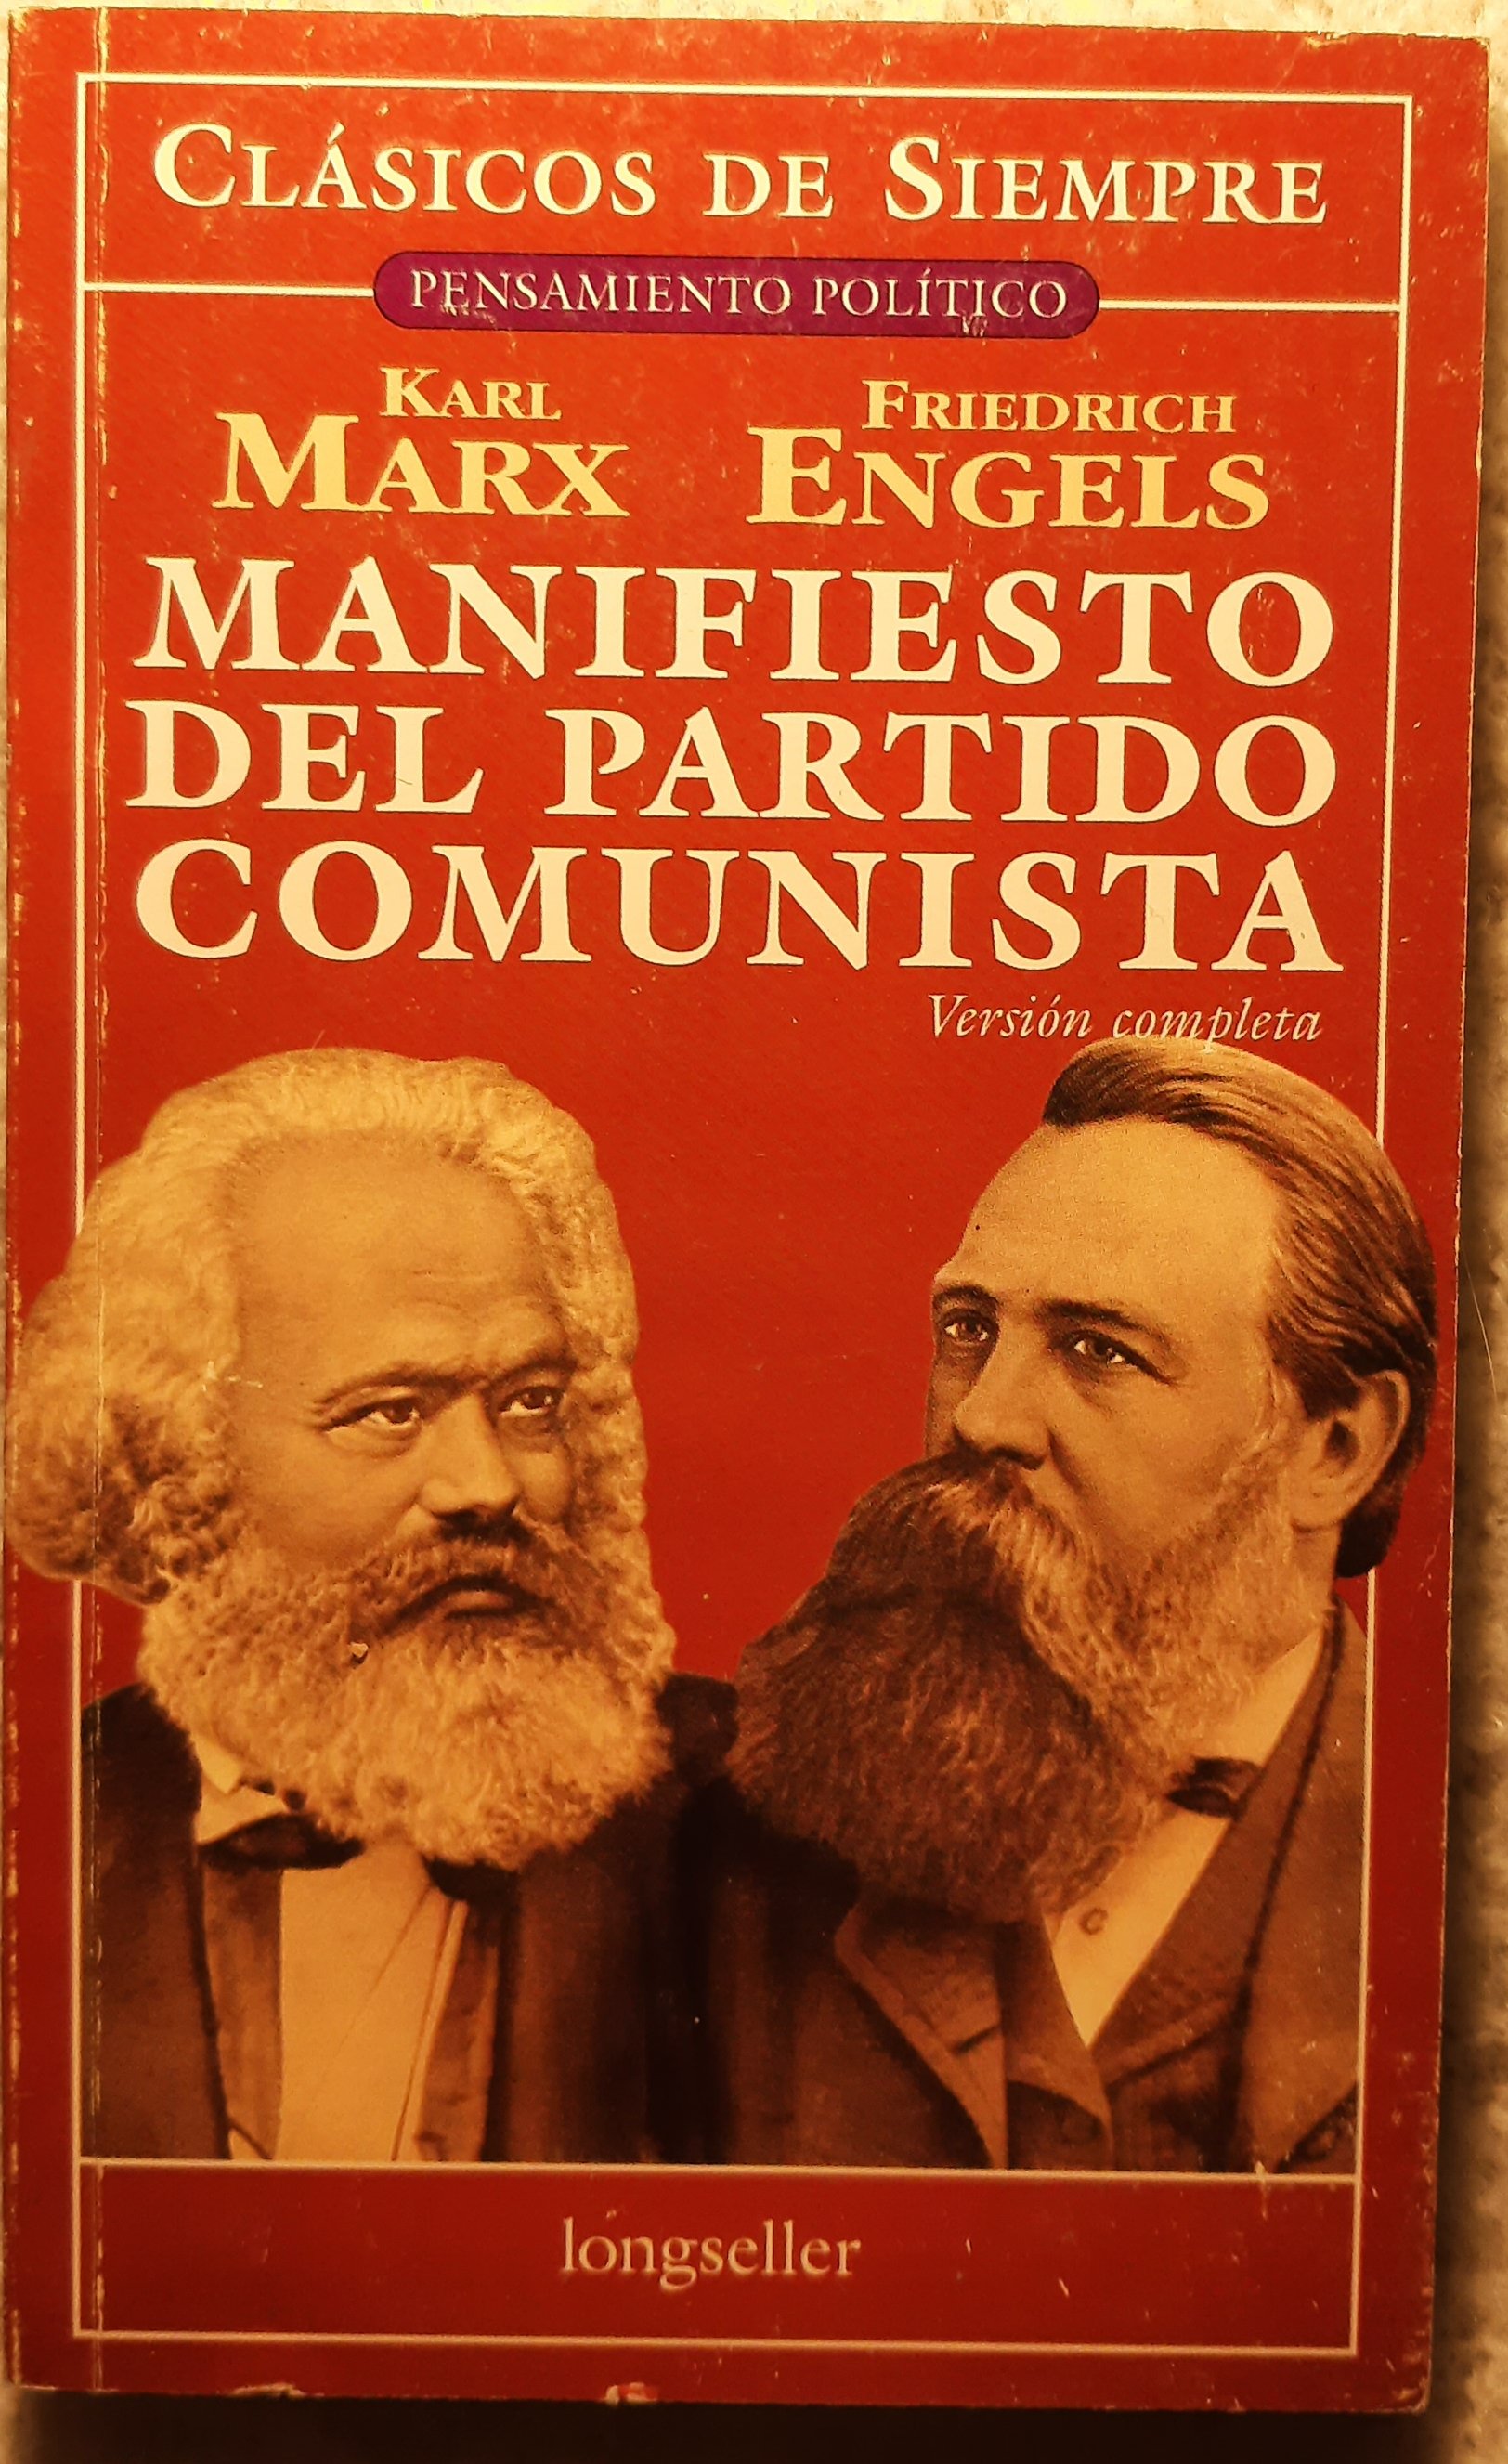 CLÁSICOS DE SIEMPRE
PENSAMIENTO POLÍTICO
KARL MARX
FRIEDRICH ENGELS
MANIFIESTO
DEL PARTIDO
COMUNISTA
Versión completa
longseller